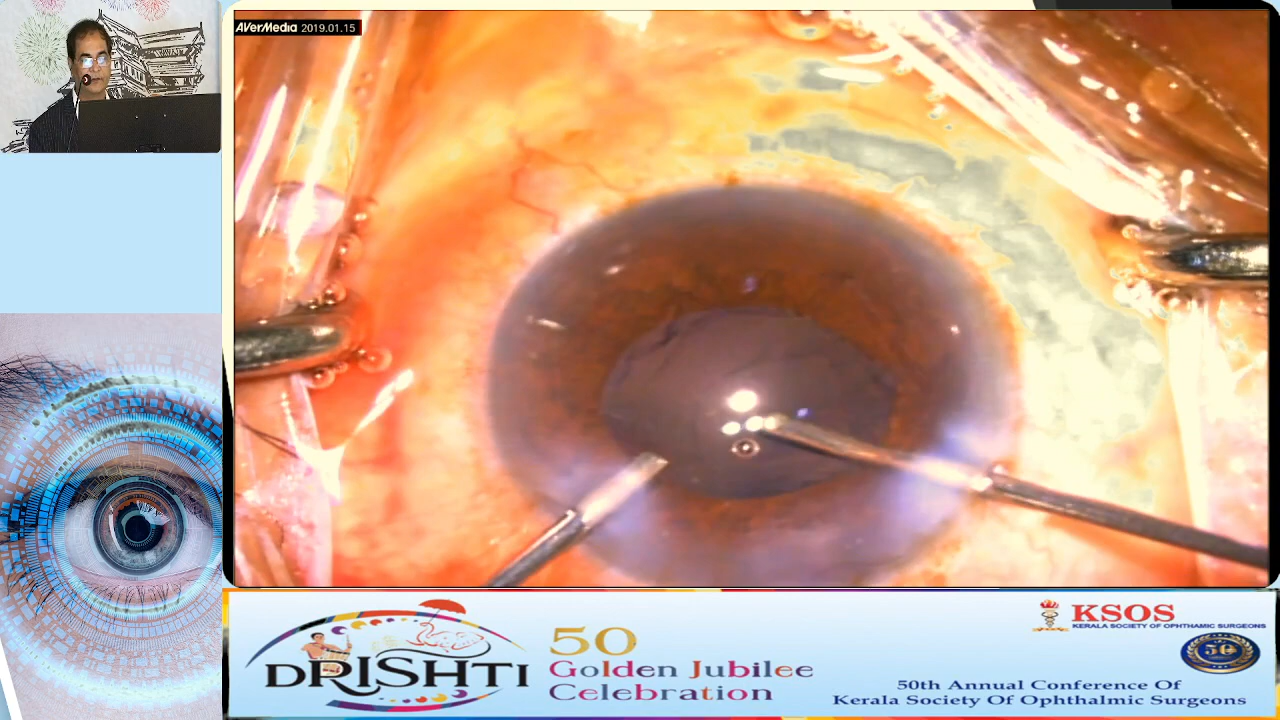 AVerMedia 2019.01.15
DRISHTI
50
Golden Jubilee
Celebration
KSOS
KERALA SOCIETY OF OPHTHAMIC SURGEONS
50
50th Annual Conference Of
Kerala Society Of Ophthalmic Surgeons